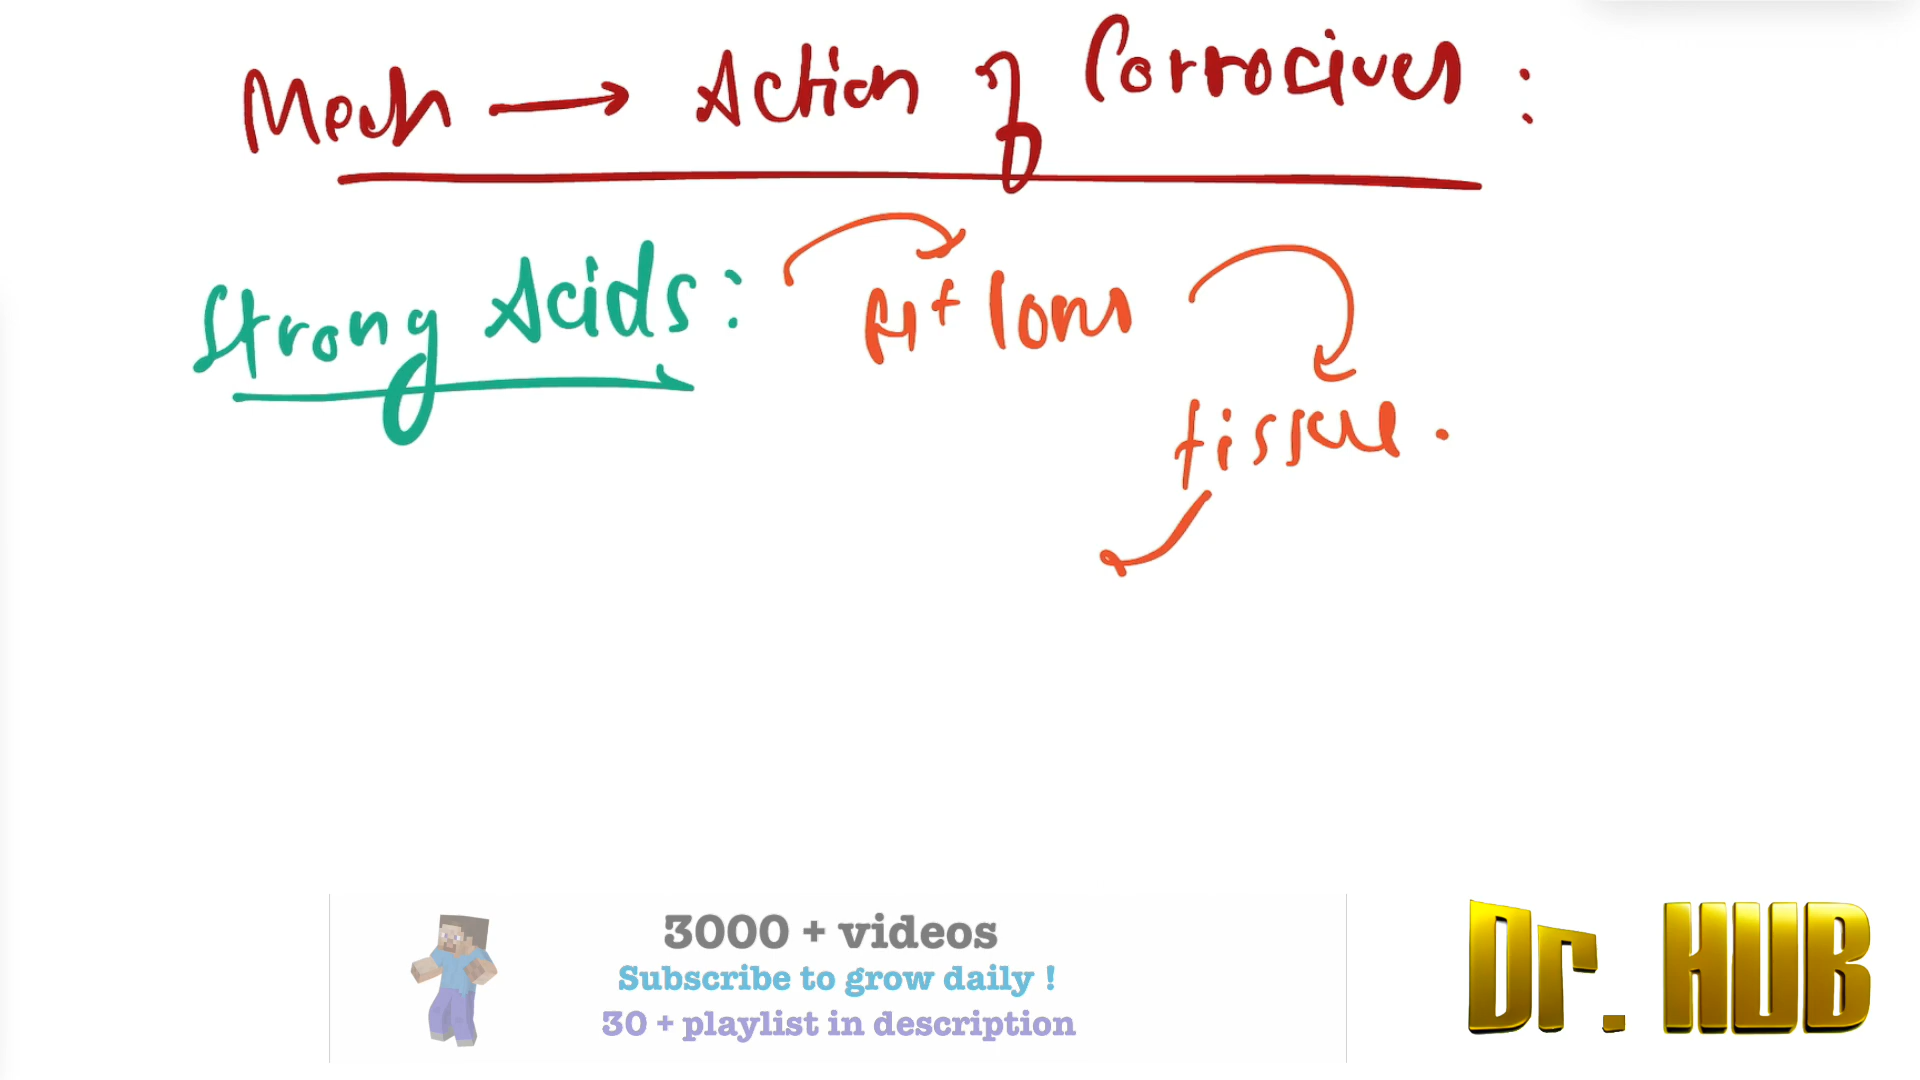 Mech → Action of Corrocives :
Strong Acids : H+ Ions
tissue .
3000 + videos
Subscribe to grow daily !
30 + playlist in description
Dr. HUB